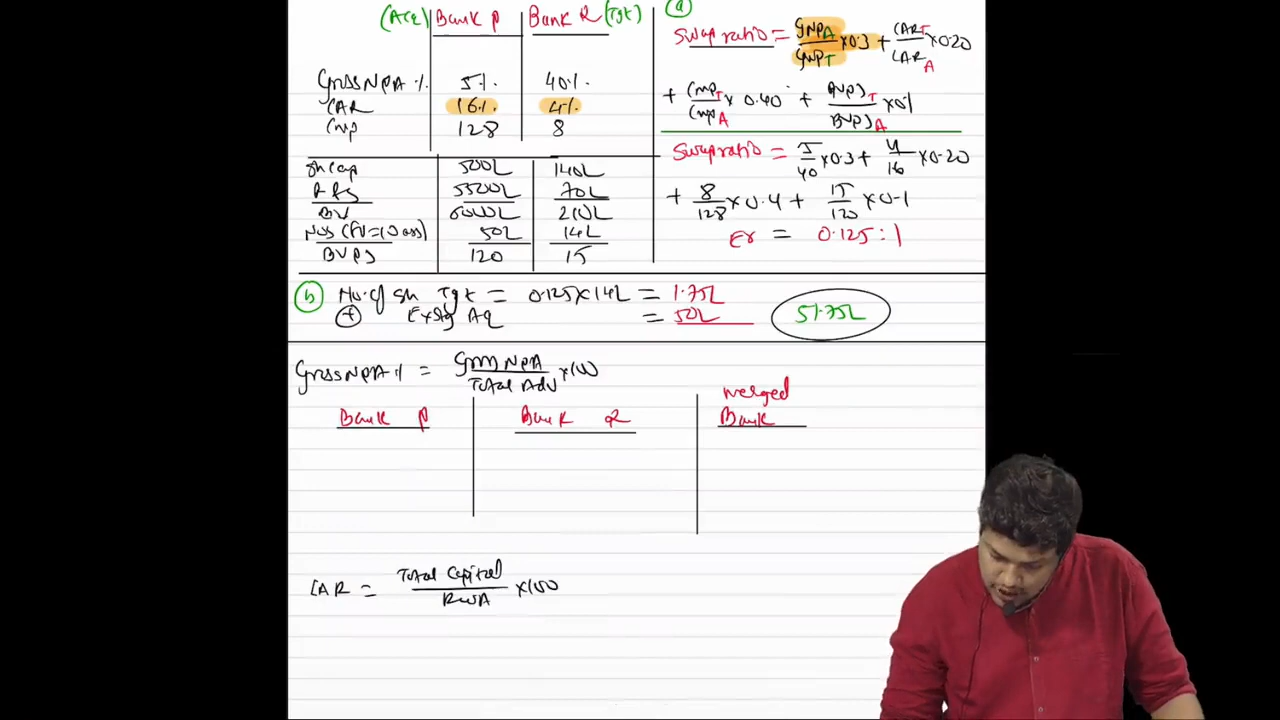 (Acq) Bank P Bank R (Tgt)
Gross NPA % 5% 40%
CAR 16% 4%
CMP 128 8
Sh cap 500L 140L
R&S 5500L 70L
BV 6000L 210L
NOS (FV=10 ass) 50L 14L
BVPS 120 15
(a)
Swap ratio = GNPA/GNPT ×0.3 + CART/CARA ×0.20
+ CMPT/CMPA × 0.40 + BVPST/BVPSA ×0.1
Swap ratio = 5/40 ×0.3 + 4/16 ×0.20
+ 8/128 ×0.4 + 15/120 ×0.1
ER = 0.125:1
(b) No. of Sh Tgt = 0.125×14L = 1.75L
(+) Extg Aq = 50L
51.75L
Gross NPA % = Gross NPA/Total Adv ×100
Bank P Bank R merged
Bank
CAR = Total Capital/RWA ×100